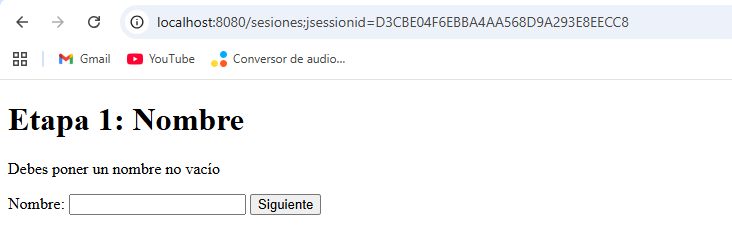 localhost:8080/sesiones;jsessionid=D3CBE04F6EBBA4AA568D9A293E8EECC8
Gmail YouTube Conversor de audio...
Etapa 1: Nombre
Debes poner un nombre no vacío
Nombre: Siguiente